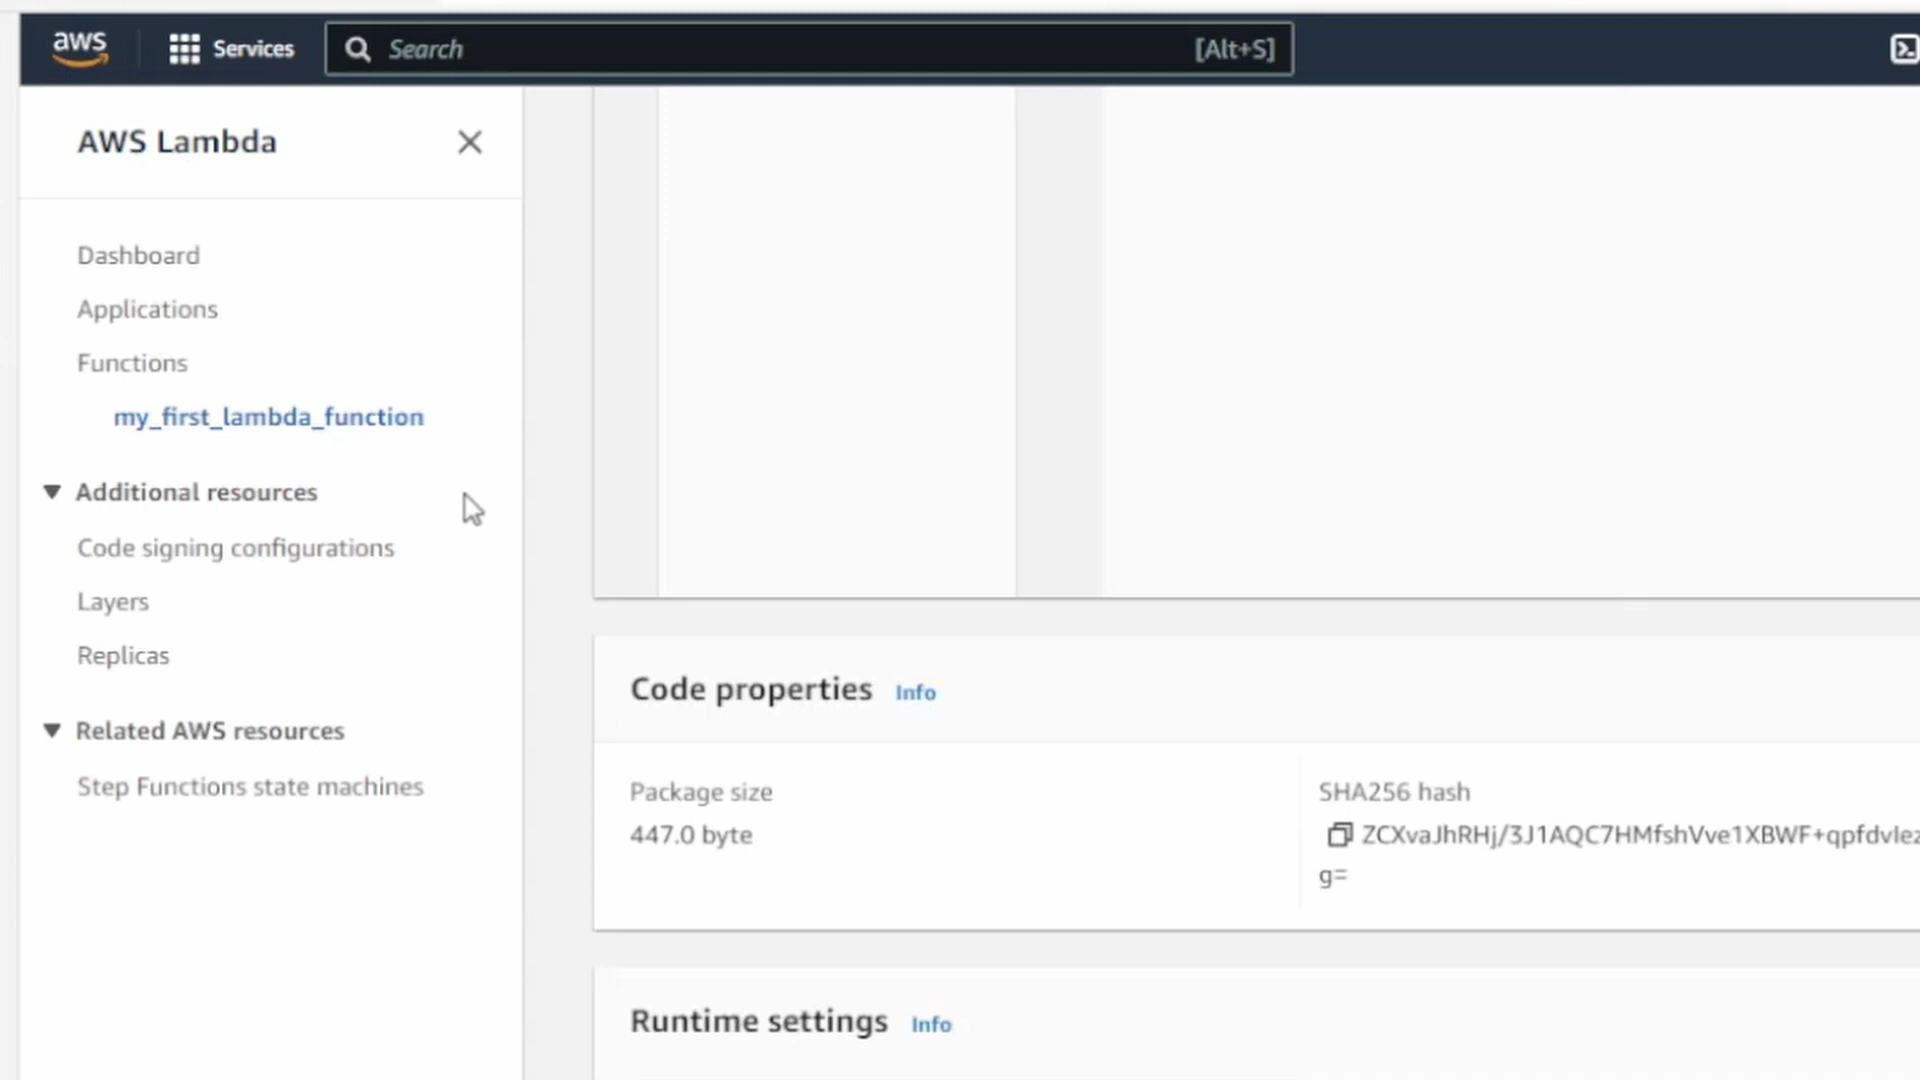 aws
Services
Search
[Alt+S]
AWS Lambda
Dashboard
Applications
Functions
my_first_lambda_function
Additional resources
Code signing configurations
Layers
Replicas
Related AWS resources
Step Functions state machines
Code properties Info
Package size
447.0 byte
SHA256 hash
ZCXvaJhRHj/3J1AQC7HMfshVve1XBWF+qpfdvIez
g=
Runtime settings Info